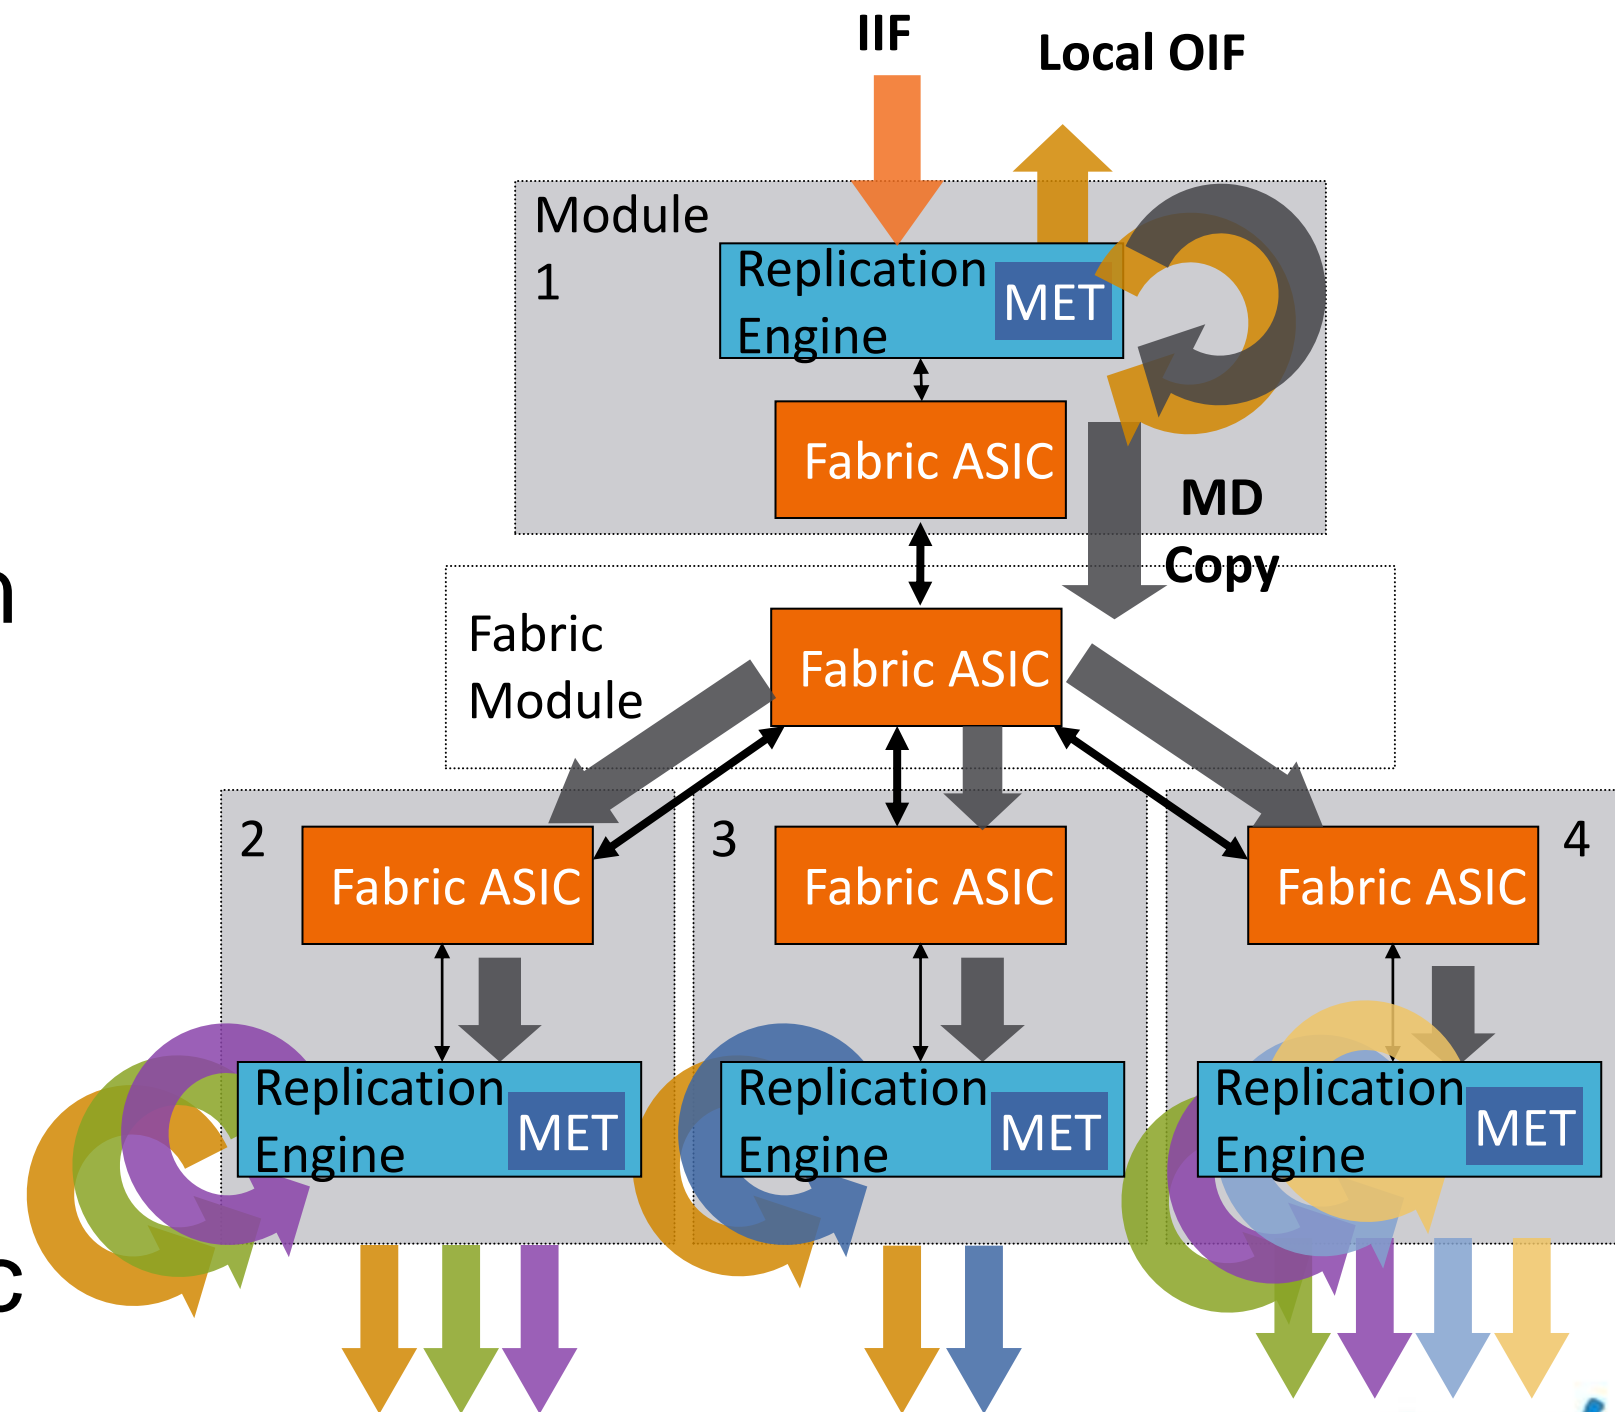 IIF
Local OIF
Module
1
Replication
Engine
MET
Fabric ASIC
MD
Copy
Fabric
Module
Fabric ASIC
2
Fabric ASIC
3
Fabric ASIC
4
Fabric ASIC
Replication
Engine
MET
Replication
Engine
MET
Replication
Engine
MET
n
c